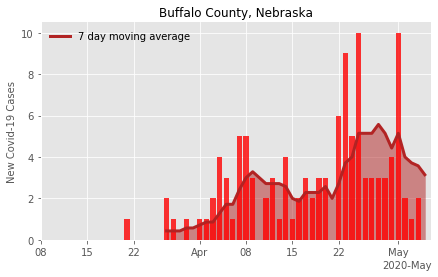 Buffalo County, Nebraska
7 day moving average
New Covid-19 Cases
10
8
6
4
2
0
08 15 22 Apr 08 15 22 May
2020-May